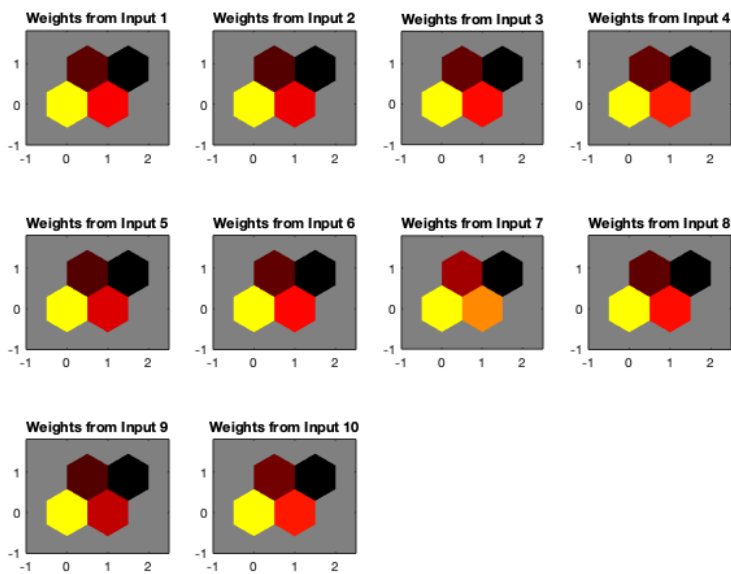 Weights from Input 1
1
0
-1
-1 0 1 2
Weights from Input 2
1
0
-1
-1 0 1 2
Weights from Input 3
1
0
-1
-1 0 1 2
Weights from Input 4
1
0
-1
-1 0 1 2
Weights from Input 5
1
0
-1
-1 0 1 2
Weights from Input 6
1
0
-1
-1 0 1 2
Weights from Input 7
1
0
-1
-1 0 1 2
Weights from Input 8
1
0
-1
-1 0 1 2
Weights from Input 9
1
0
-1
-1 0 1 2
Weights from Input 10
1
0
-1
-1 0 1 2